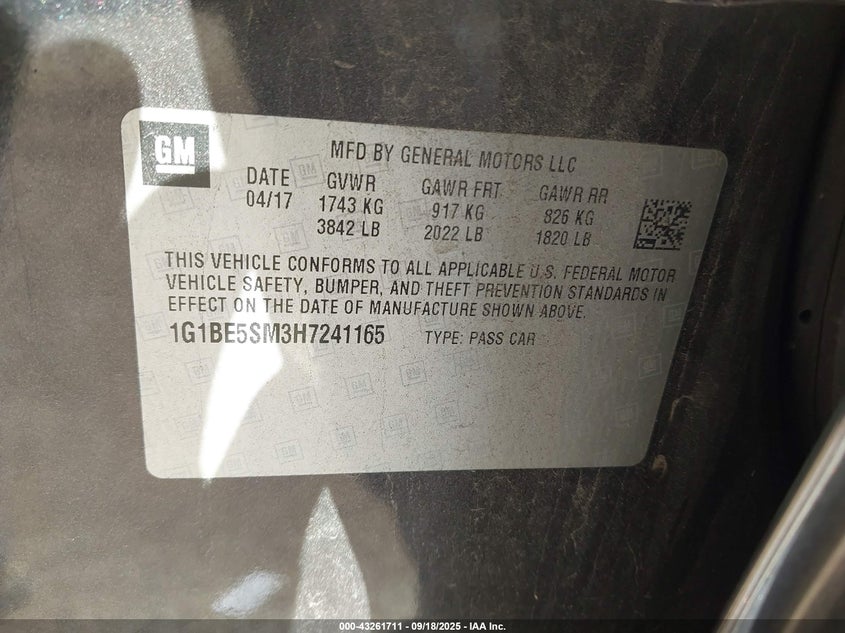 GM
MFD BY GENERAL MOTORS LLC
DATE GVWR GAWR FRT GAWR RR
04/17 1743 KG 917 KG 826 KG
3842 LB 2022 LB 1820 LB
THIS VEHICLE CONFORMS TO ALL APPLICABLE U.S. FEDERAL MOTOR
VEHICLE SAFETY, BUMPER, AND THEFT PREVENTION STANDARDS IN
EFFECT ON THE DATE OF MANUFACTURE SHOWN ABOVE.
1G1BE5SM3H7241165 TYPE: PASS CAR
000-43261711 - 09/18/2025 - IAA Inc.